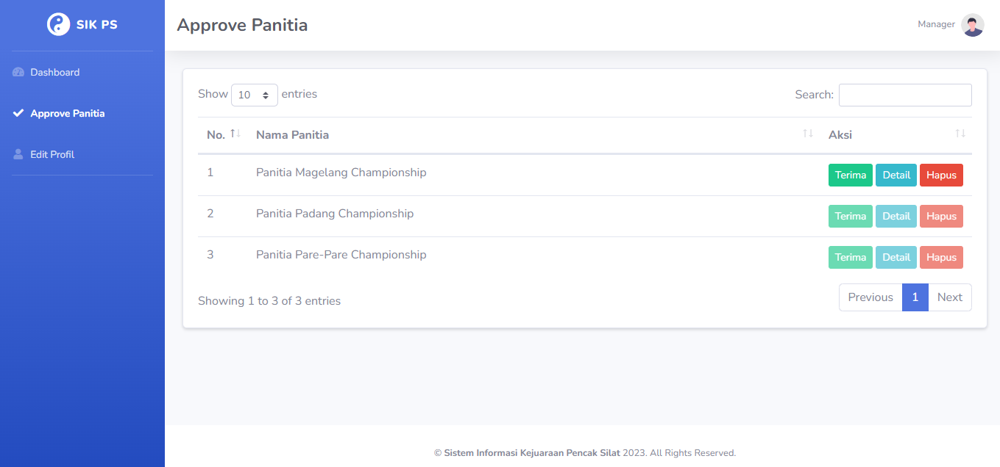 SIK PS
Approve Panitia
Manager
Dashboard
Approve Panitia
Edit Profil
Show 10 entries
Search:
No. Nama Panitia Aksi
1 Panitia Magelang Championship Terima Detail Hapus
2 Panitia Padang Championship Terima Detail Hapus
3 Panitia Pare-Pare Championship Terima Detail Hapus
Showing 1 to 3 of 3 entries
Previous 1 Next
© Sistem Informasi Kejuaraan Pencak Silat 2023. All Rights Reserved.